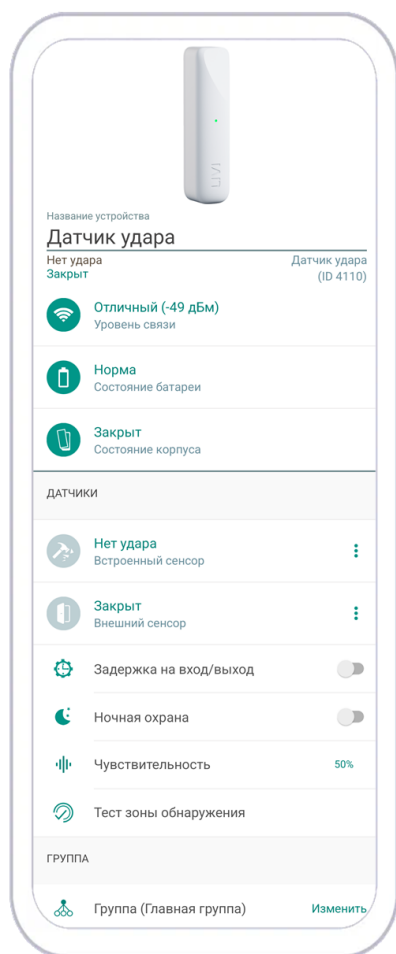 LIVI
Название устройства
Датчик удара
Нет удара
Закрыт
Датчик удара
(ID 4110)
Отличный (-49 дБм)
Уровень связи
Норма
Состояние батареи
Закрыт
Состояние корпуса
ДАТЧИКИ
Нет удара
Встроенный сенсор
Закрыт
Внешний сенсор
Задержка на вход/выход
Ночная охрана
Чувствительность 50%
Тест зоны обнаружения
ГРУППА
Группа (Главная группа) Изменить